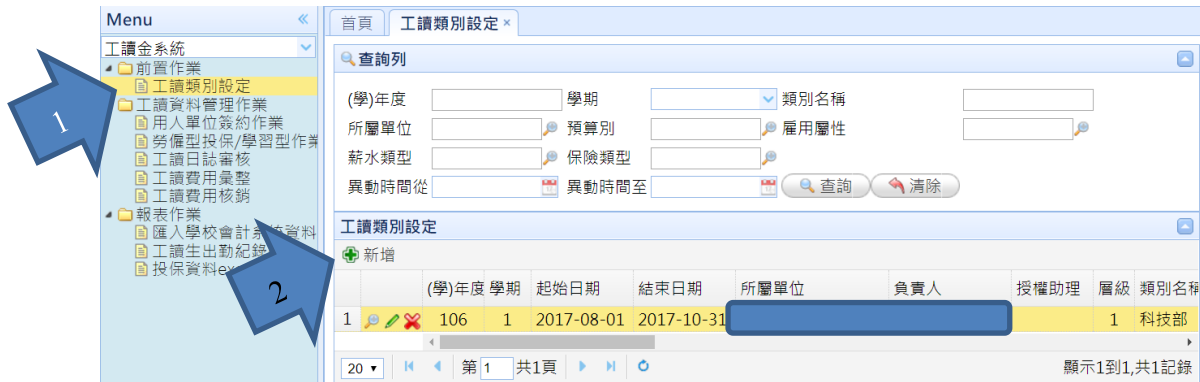 Menu
工讀金系統
前置作業
工讀類別設定
工讀資料管理作業
用人單位簽約作業
勞僱型投保/學習型作業
工讀日誌審核
工讀費用彙整
工讀費用核銷
報表作業
匯入學校會計系統資料
工讀生出勤紀錄
投保資料ex
1
2
首頁 工讀類別設定 ×
查詢列
(學)年度 學期 類別名稱
所屬單位 預算別 雇用屬性
薪水類型 保險類型
異動時間從 異動時間至 查詢 清除
工讀類別設定
新增
(學)年度 學期 起始日期 結束日期 所屬單位 負責人 授權助理 層級 類別名稱
1 106 1 2017-08-01 2017-10-31 1 科技部
20 第 1 共1頁 顯示1到1,共1記錄